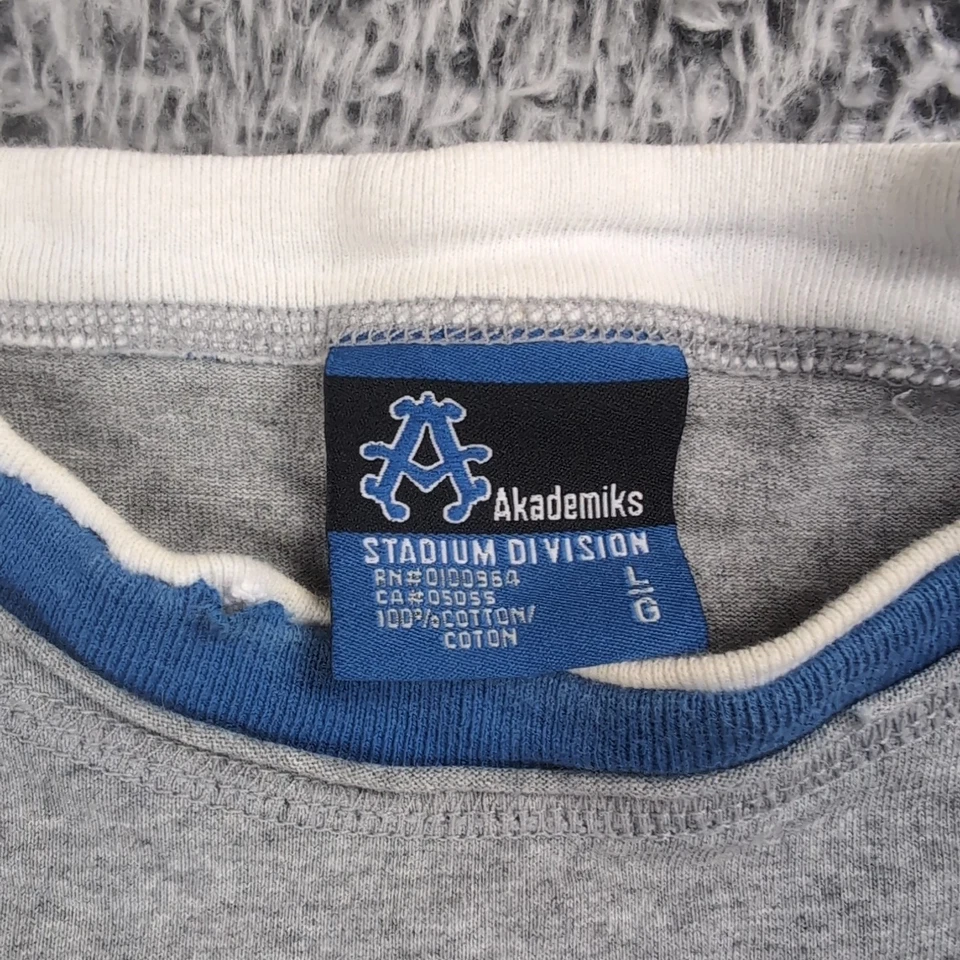 A
Akademiks
STADIUM DIVISION
RN#0100964
CA#05055
100%COTTON/
COTON
L
G